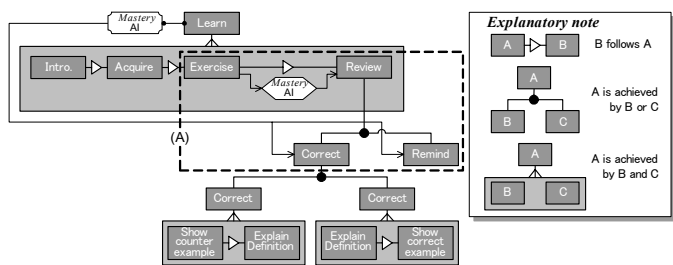 Mastery
AI
Learn
Intro.
Acquire
Exercise
Review
Mastery
AI
(A)
Correct
Remind
Correct
Correct
Show
counter
example
Explain
Definition
Explain
Definition
Show
correct
example
Explanatory note
A
B
B follows A
A
B
C
A is achieved
by B or C
A
B
C
A is achieved
by B and C